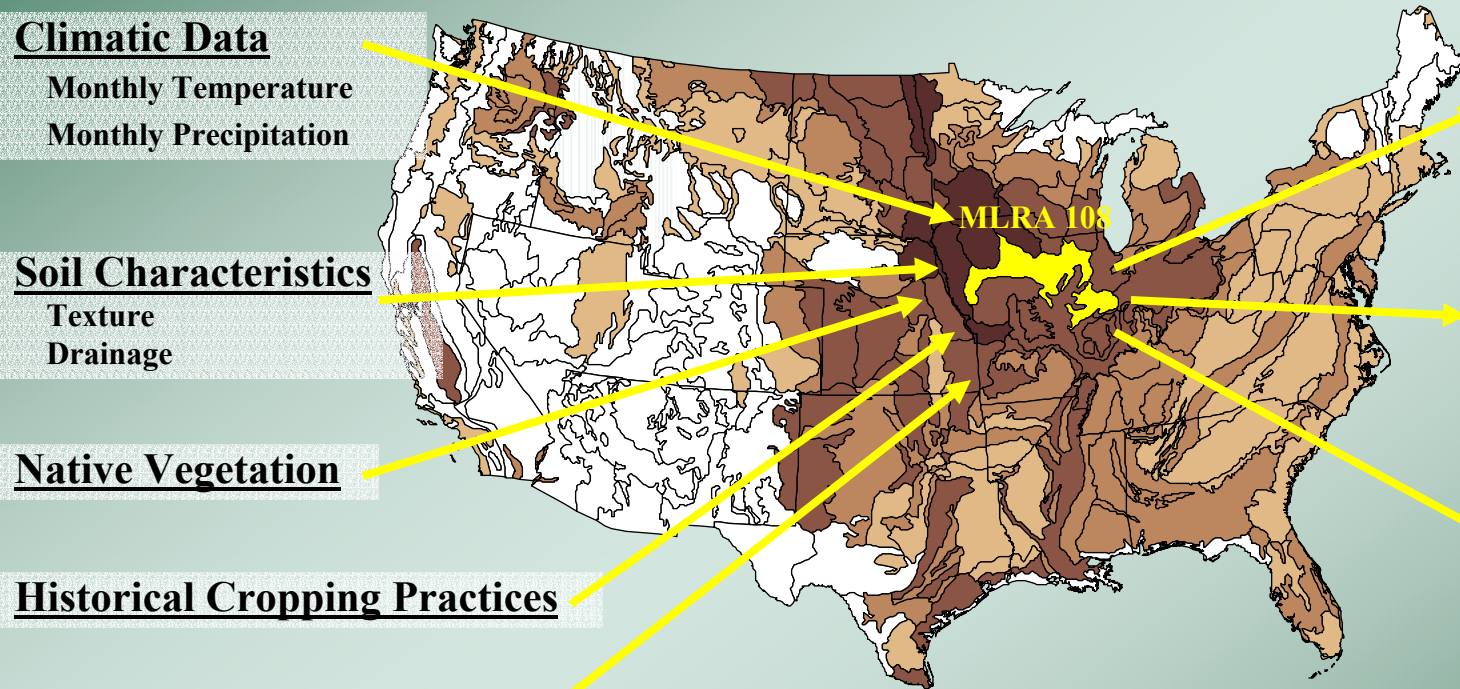 Climatic Data
Monthly Temperature
Monthly Precipitation
MLRA 108
Soil Characteristics
Texture
Drainage
Native Vegetation
Historical Cropping Practices